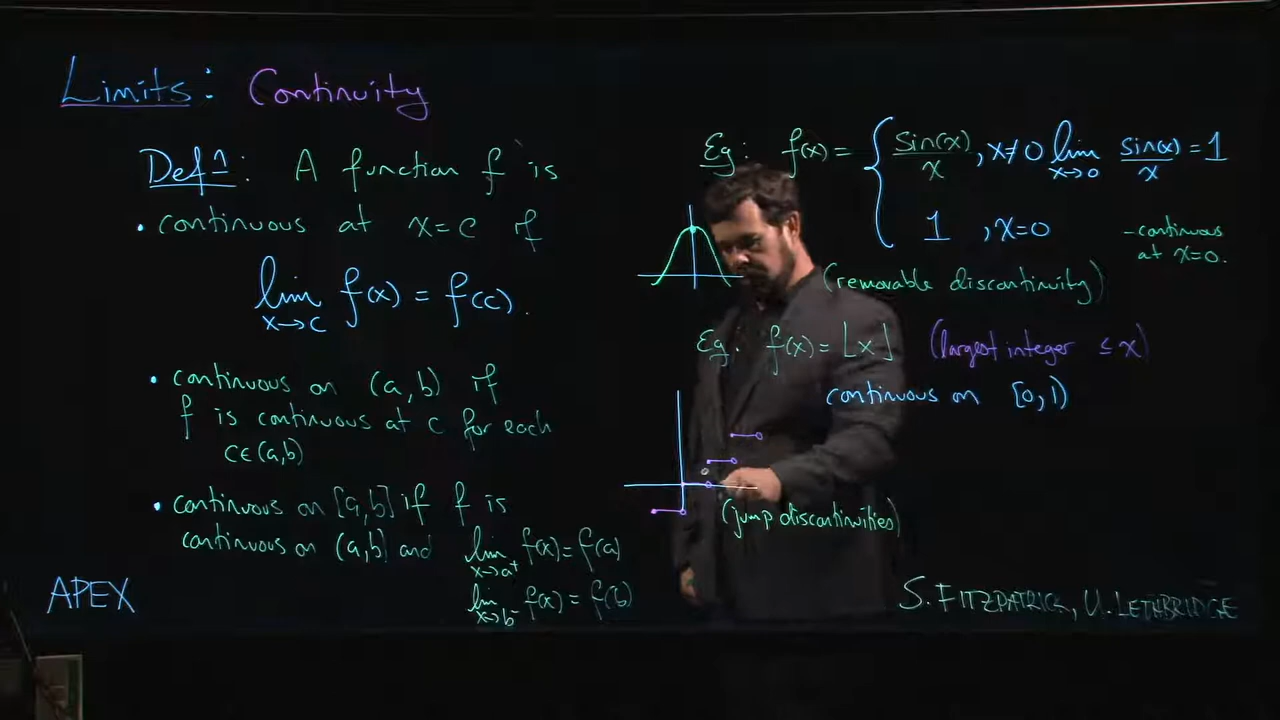 Limits: Continuity
Defⁿ: A function f is
• continuous at x=c if
lim x→c f(x) = f(c).
• continuous on (a,b) if
f is continuous at c for each
c∈(a,b)
• continuous on [a,b] if f is
continuous on (a,b) and lim x→a⁺ f(x)=f(a)
lim x→b⁻ f(x)=f(b)
APEX
Eg: f(x) = { sin(x)/x , x≠0 lim x→0 sin(x)/x = 1
1 , x=0
-continuous
at x=0.
(removable discontinuity)
Eg. f(x) = ⌊x⌋ (largest integer ≤ x)
continuous on [0,1)
(jump discontinuities)
S. FITZPATRICK, U. LETHBRIDGE